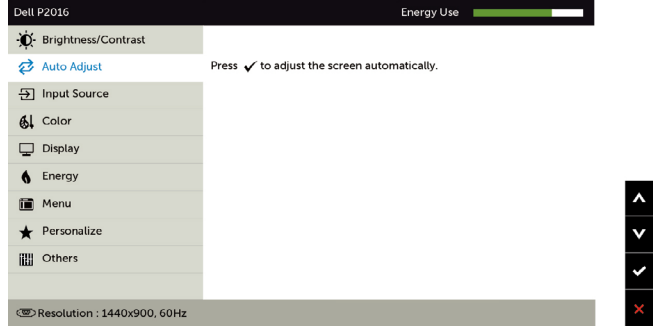 Dell P2016 Energy Use
Brightness/Contrast
Auto Adjust
Press ✓ to adjust the screen automatically.
Input Source
Color
Display
Energy
Menu
Personalize
Others
Resolution : 1440x900, 60Hz